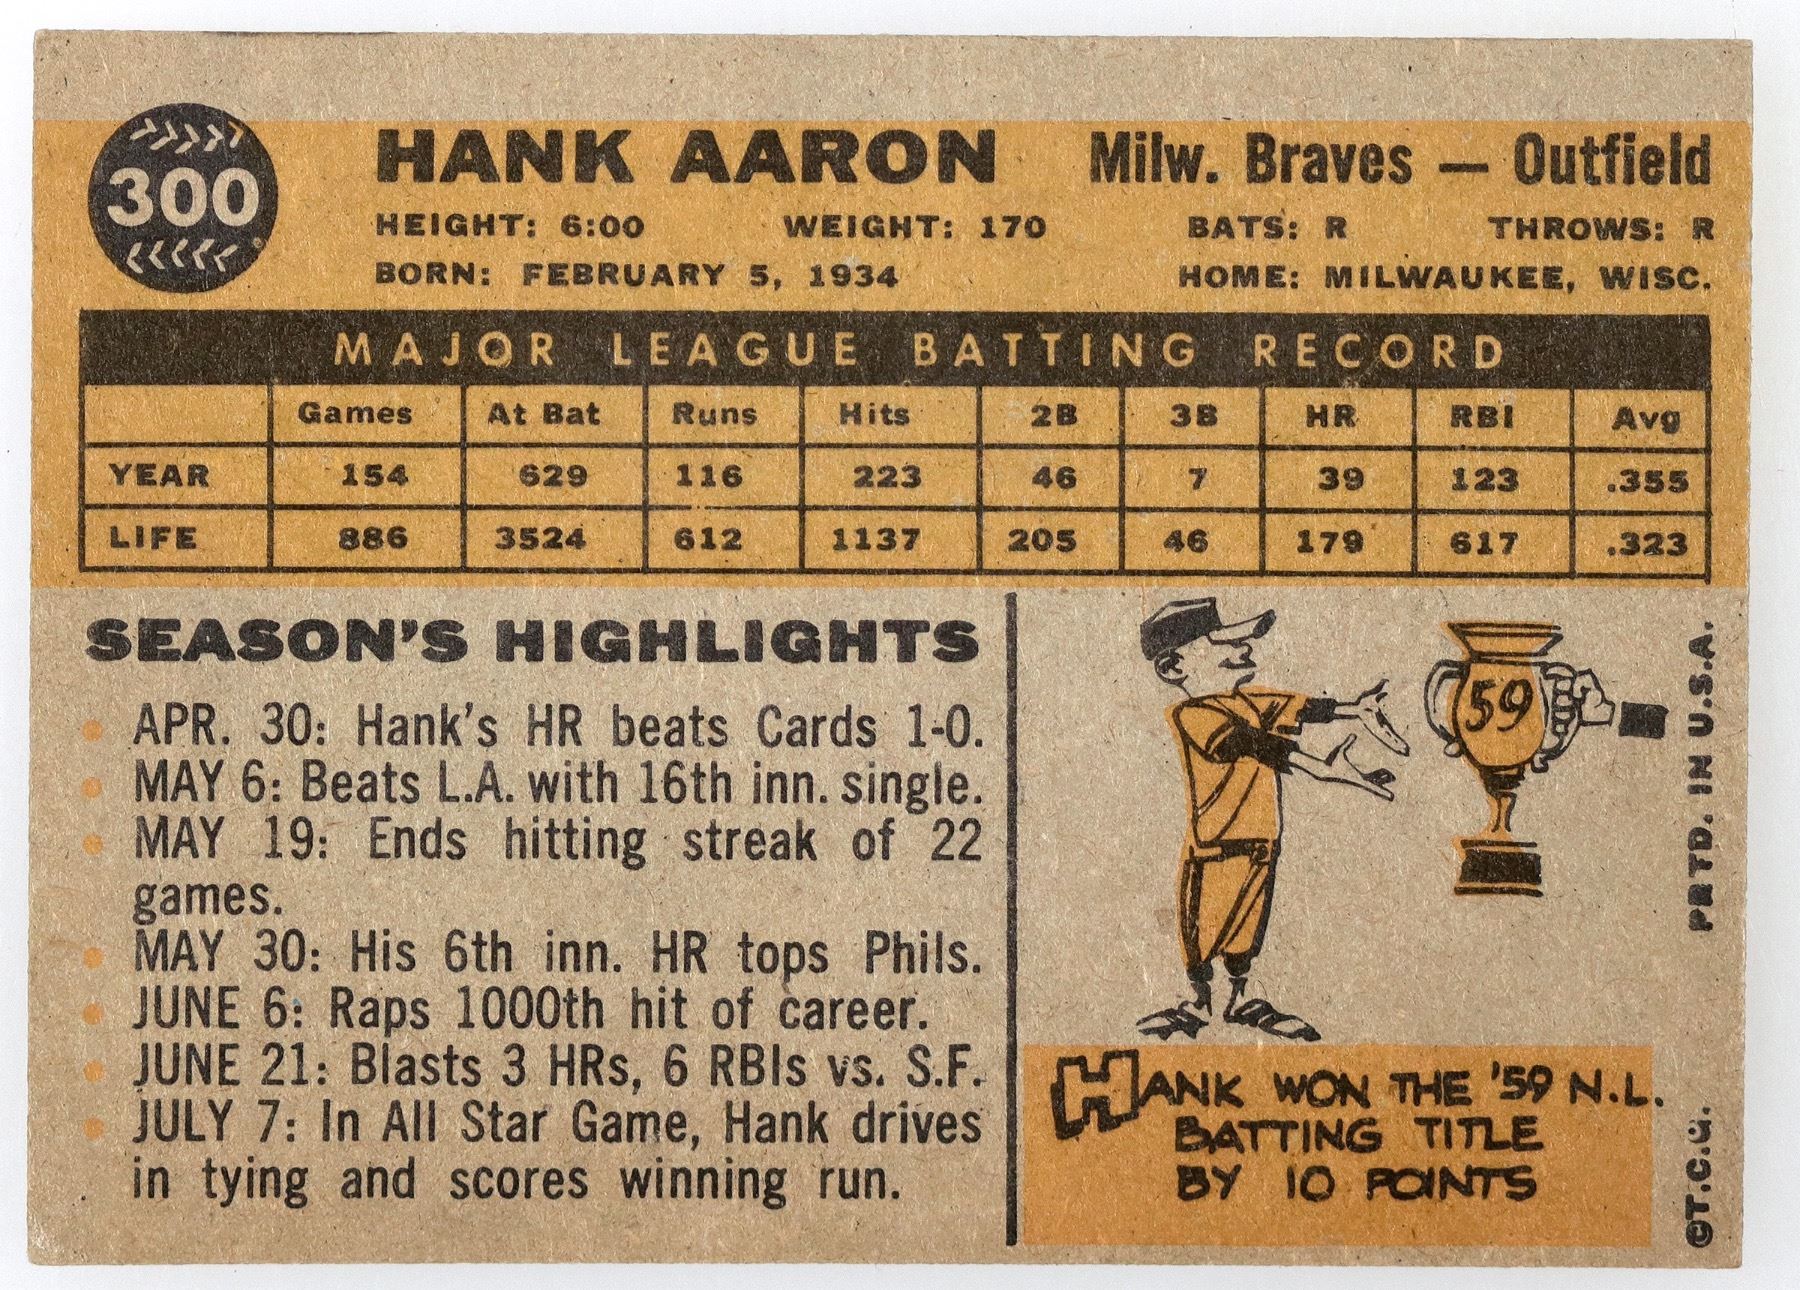 300
HANK AARON Milw. Braves — Outfield
HEIGHT: 6:00 WEIGHT: 170 BATS: R THROWS: R
BORN: FEBRUARY 5, 1934 HOME: MILWAUKEE, WISC.
MAJOR LEAGUE BATTING RECORD
Games At Bat Runs Hits 2B 3B HR RBI Avg
YEAR 154 629 116 223 46 7 39 123 .355
LIFE 886 3524 612 1137 205 46 179 617 .323
SEASON'S HIGHLIGHTS
APR. 30: Hank's HR beats Cards 1-0.
MAY 6: Beats L.A. with 16th inn. single.
MAY 19: Ends hitting streak of 22
games.
MAY 30: His 6th inn. HR tops Phils.
JUNE 6: Raps 1000th hit of career.
JUNE 21: Blasts 3 HRs, 6 RBIs vs. S.F.
JULY 7: In All Star Game, Hank drives
in tying and scores winning run.
59
HANK WON THE '59 N.L.
BATTING TITLE
BY 10 POINTS
©T.C.G. PRTD. IN U.S.A.